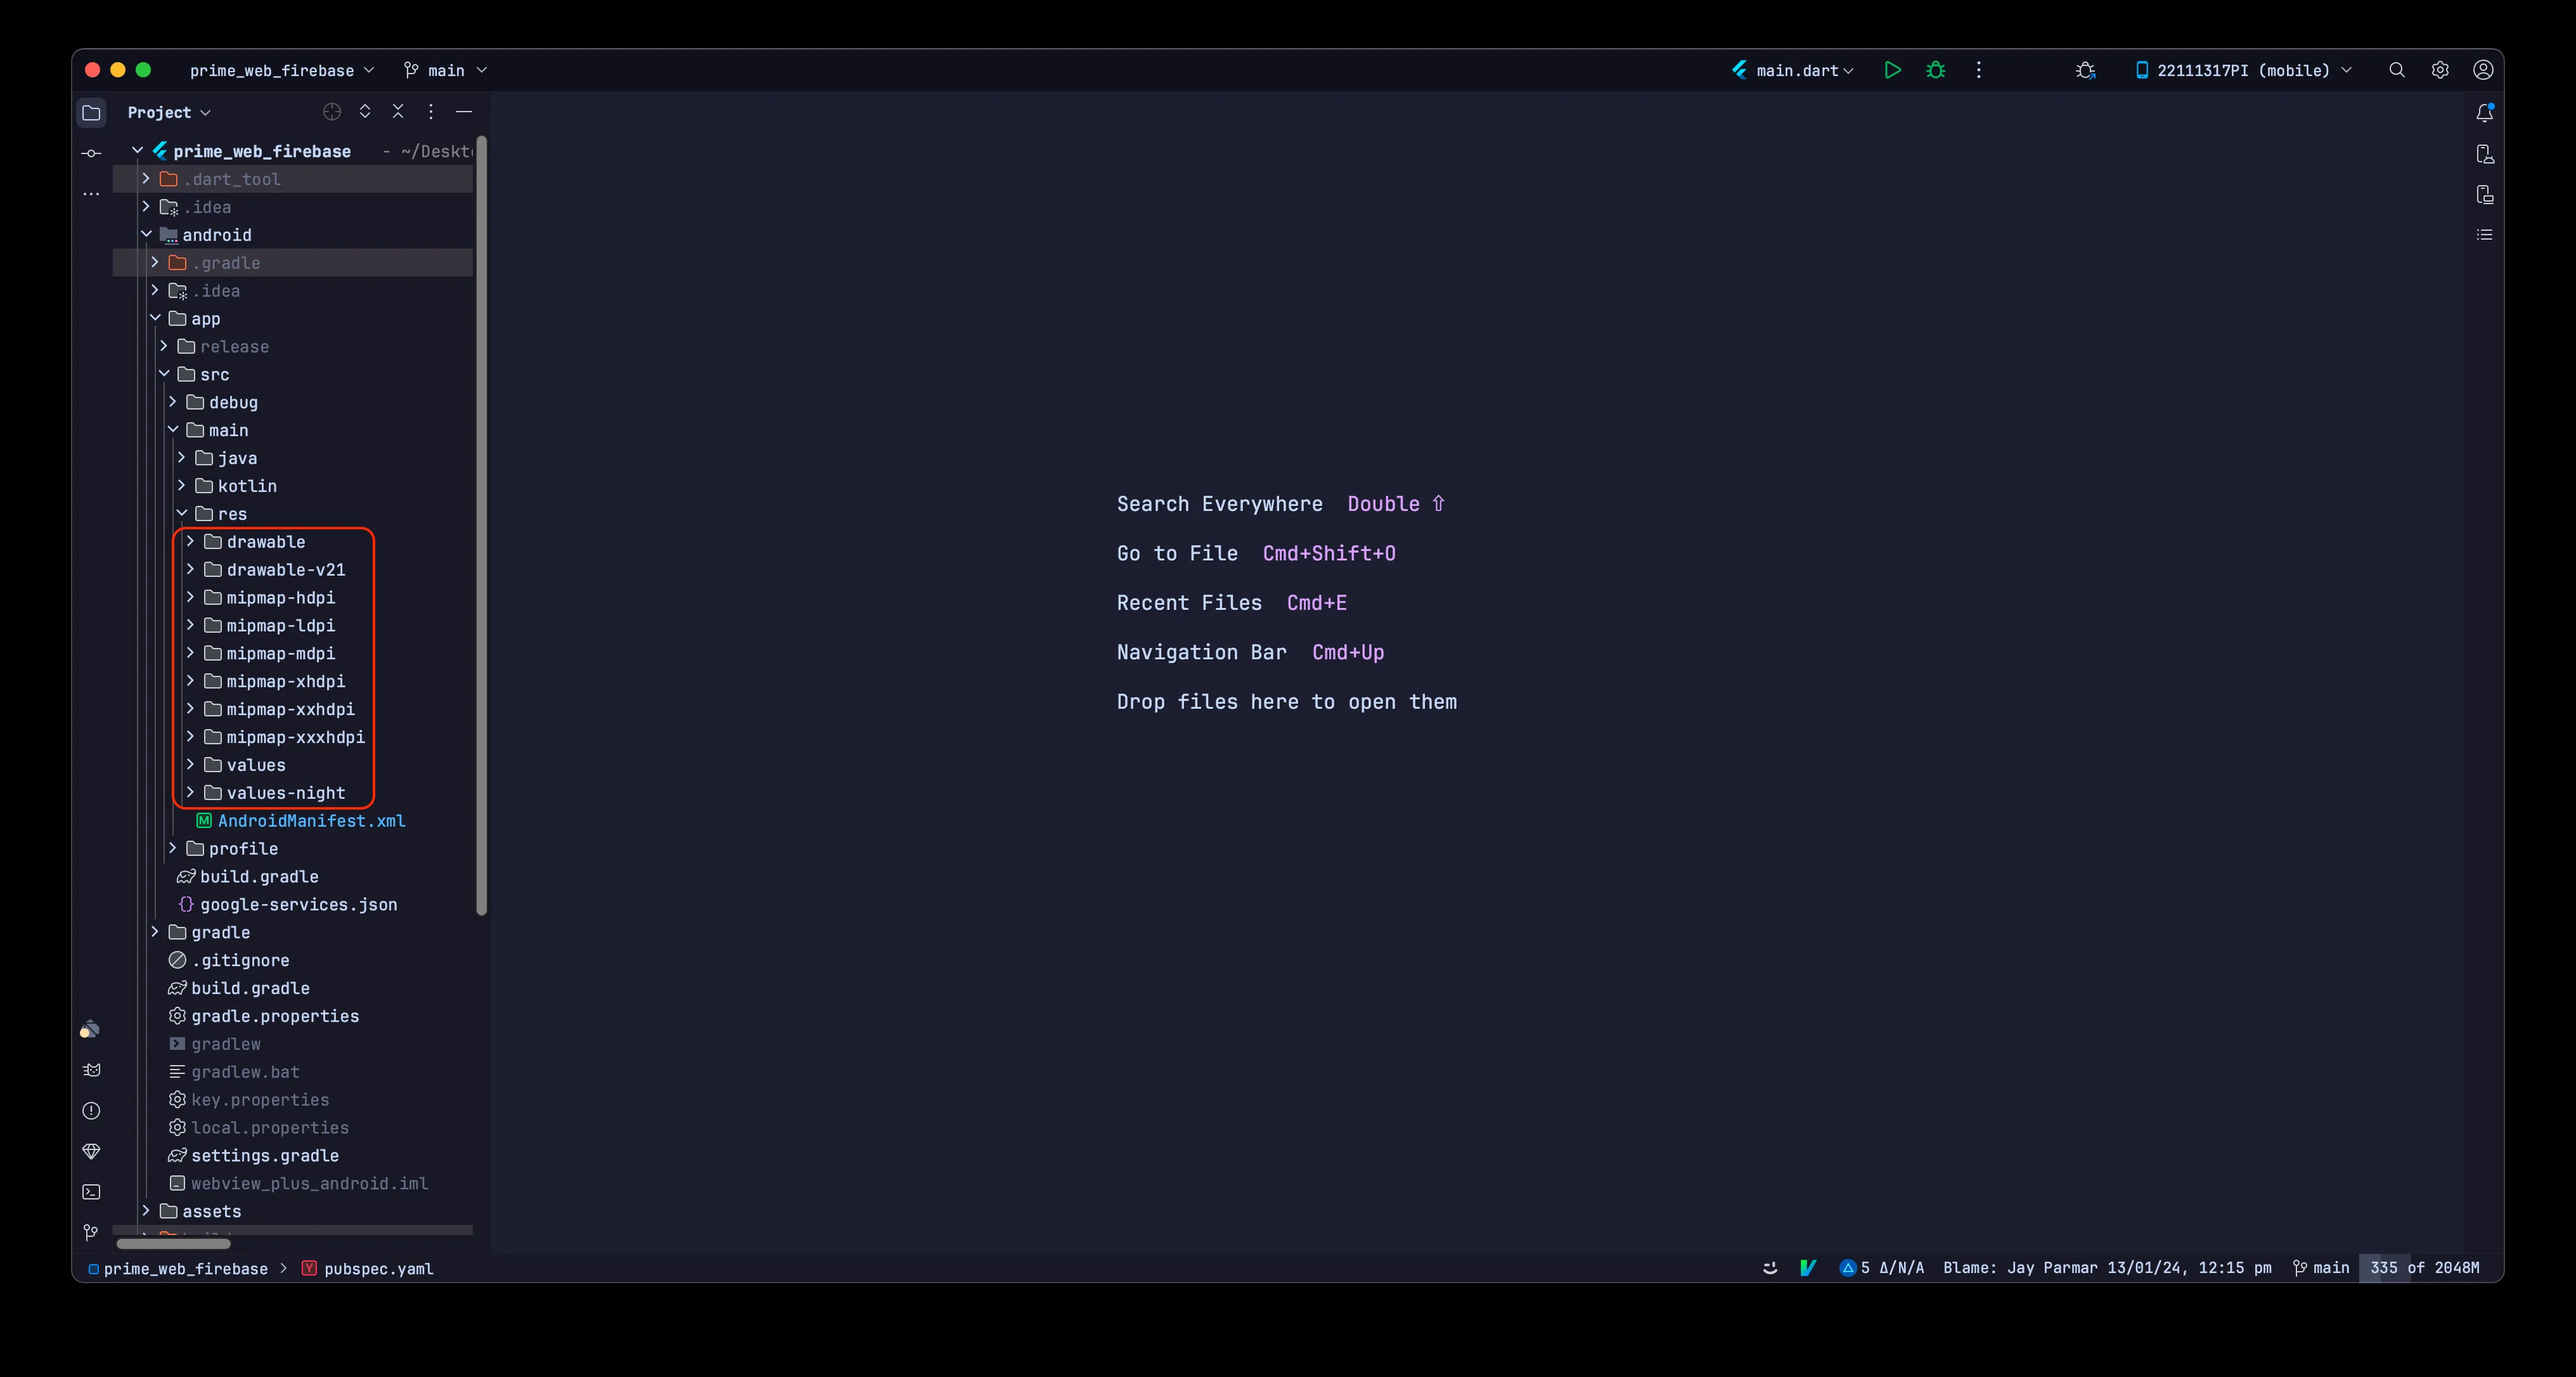 prime_web_firebase
main
main.dart
22111317PI (mobile)
Project
prime_web_firebase - ~/Deskt
.dart_tool
.idea
android
.gradle
.idea
app
release
src
debug
main
java
kotlin
res
drawable
drawable-v21
mipmap-hdpi
mipmap-ldpi
mipmap-mdpi
mipmap-xhdpi
mipmap-xxhdpi
mipmap-xxxhdpi
values
values-night
AndroidManifest.xml
profile
build.gradle
google-services.json
gradle
.gitignore
build.gradle
gradle.properties
gradlew
gradlew.bat
key.properties
local.properties
settings.gradle
webview_plus_android.iml
assets
Search Everywhere Double ⇧
Go to File Cmd+Shift+O
Recent Files Cmd+E
Navigation Bar Cmd+Up
Drop files here to open them
prime_web_firebase > pubspec.yaml
5 Δ/N/A
Blame: Jay Parmar 13/01/24, 12:15 pm
main
335 of 2048M